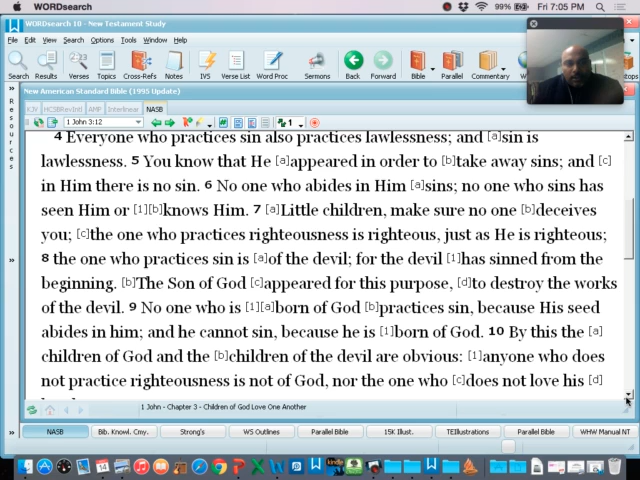 WORDsearch
99%
Fri 7:05 PM
WORDsearch 10 - New Testament Study
File Edit View Search Options Tools Window Help
Search Results Verses Topics Cross-Refs Notes IVS Verse List Word Proc Sermons Back Forward Bible Parallel Commentary
New American Standard Bible (1995 Update)
KJV HCSBRevIntl AMP Interlinear NASB
1 John 3:12
1
Resources
4 Everyone who practices sin also practices lawlessness; and [a]sin is
lawlessness. 5 You know that He [a]appeared in order to [b]take away sins; and [c]
in Him there is no sin. 6 No one who abides in Him [a]sins; no one who sins has
seen Him or [1][b]knows Him. 7 [a]Little children, make sure no one [b]deceives
you; [c]the one who practices righteousness is righteous, just as He is righteous;
8 the one who practices sin is [a]of the devil; for the devil [1]has sinned from the
beginning. [b]The Son of God [c]appeared for this purpose, [d]to destroy the works
of the devil. 9 No one who is [1][a]born of God [b]practices sin, because His seed
abides in him; and he cannot sin, because he is [1]born of God. 10 By this the [a]
children of God and the [b]children of the devil are obvious: [1]anyone who does
not practice righteousness is not of God, nor the one who [c]does not love his [d]
1 John - Chapter 3 - Children of God Love One Another
NASB Bib. Knowl. Cmy. Strong's WS Outlines Parallel Bible 15K Illust. TEIllustrations Parallel Bible WHW Manual NT